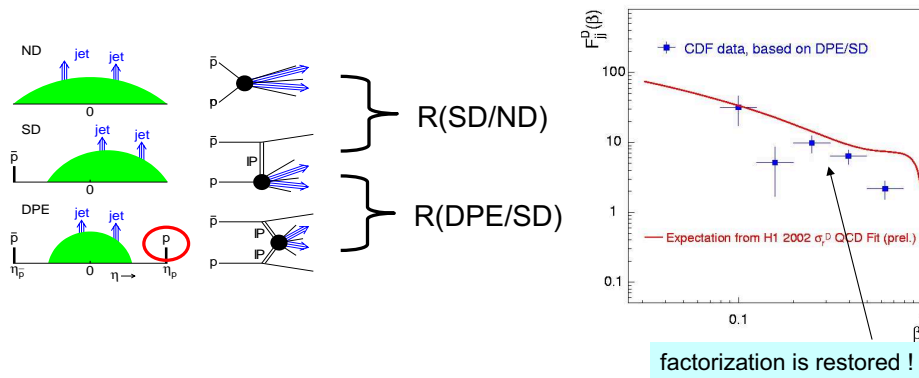 ND
jet
jet
0
SD
jet
jet
p̄
0
DPE
jet
jet
p̄
p
η_p̄
0
η →
η_p
p̄
p
p̄
IP
p
p̄
IP
IP
p
R(SD/ND)
R(DPE/SD)
F^D_jj(β)
CDF data, based on DPE/SD
100
10
1
Expectation from H1 2002 σ_r^D QCD Fit (prel.)
0.1
0.1
β
factorization is restored !